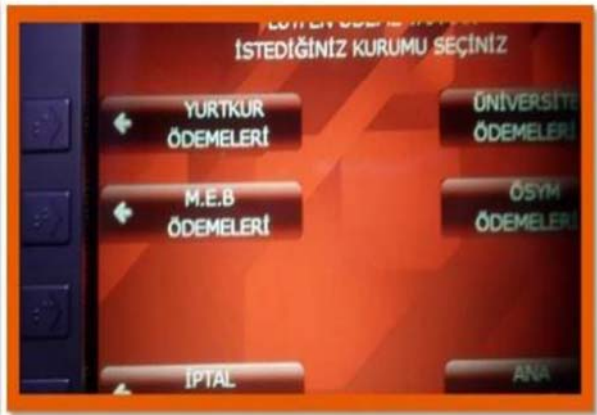 İSTEDİĞİNİZ KURUMU SEÇİNİZ
YURTKUR
ÖDEMELERİ
ÜNİVERSİTE
ÖDEMELERİ
M.E.B
ÖDEMELERİ
ÖSYM
ÖDEMELERİ
İPTAL
ANA